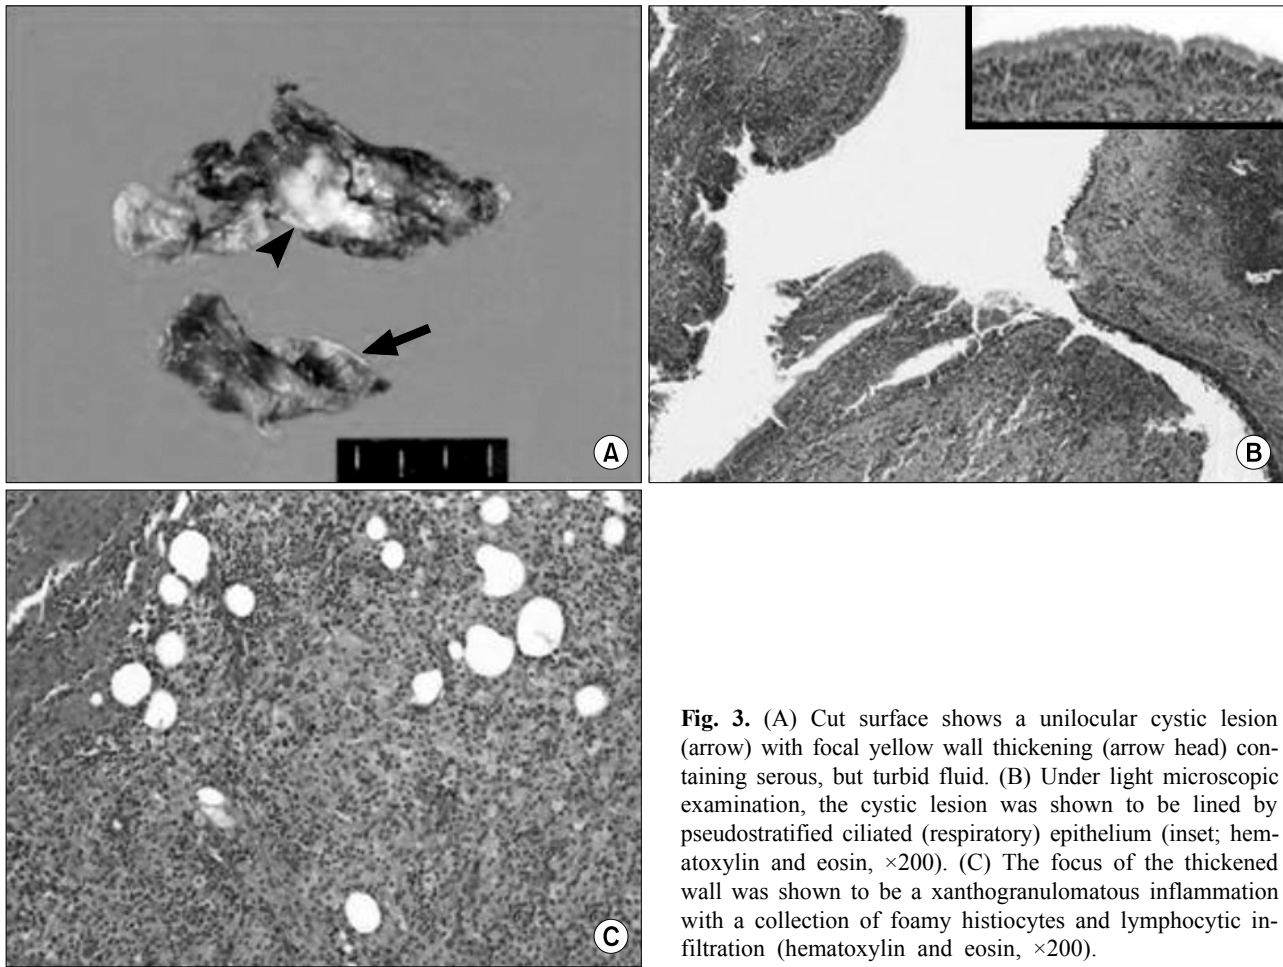 A
B
C
Fig. 3. (A) Cut surface shows a unilocular cystic lesion
(arrow) with focal yellow wall thickening (arrow head) con-
taining serous, but turbid fluid. (B) Under light microscopic
examination, the cystic lesion was shown to be lined by
pseudostratified ciliated (respiratory) epithelium (inset; hem-
atoxylin and eosin, ×200). (C) The focus of the thickened
wall was shown to be a xanthogranulomatous inflammation
with a collection of foamy histiocytes and lymphocytic in-
filtration (hematoxylin and eosin, ×200).